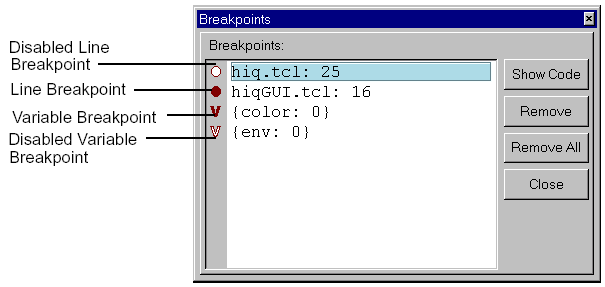 Breakpoints
Breakpoints:
Disabled Line
Breakpoint
Line Breakpoint
Variable Breakpoint
Disabled Variable
Breakpoint
hiq.tcl: 25
hiqGUI.tcl: 16
V {color: 0}
V {env: 0}
Show Code
Remove
Remove All
Close